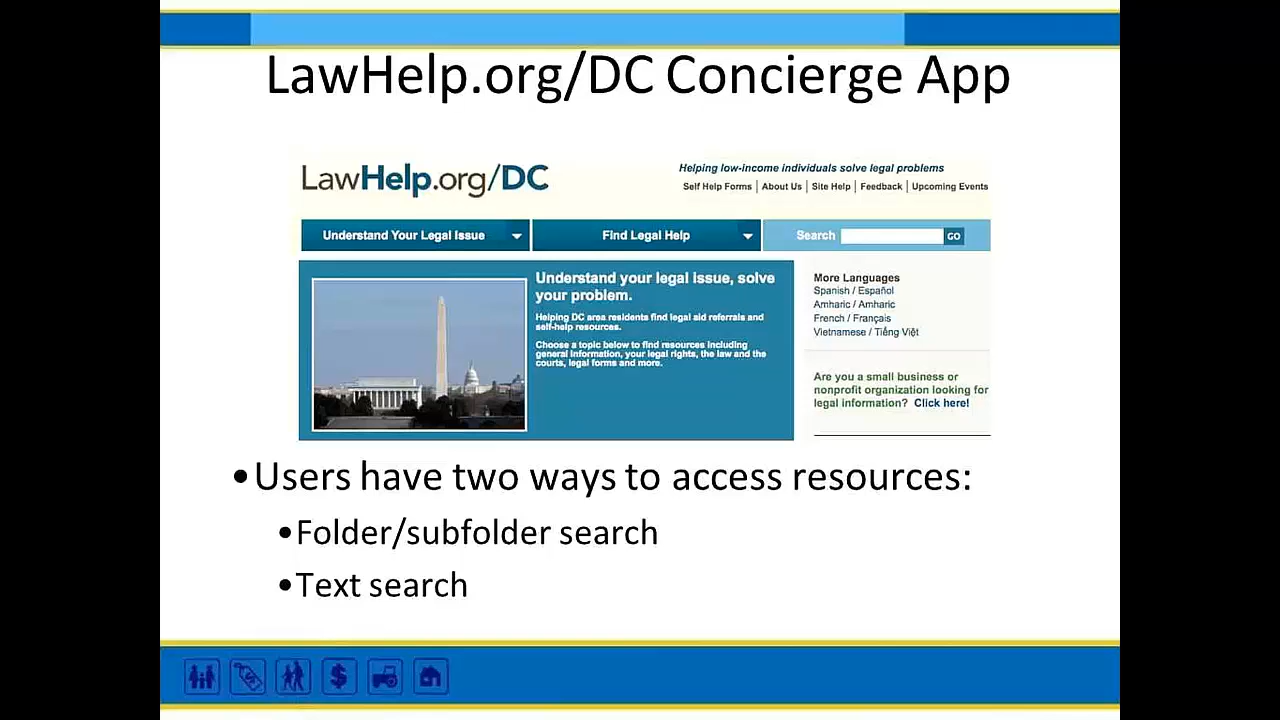 LawHelp.org/DC Concierge App
LawHelp.org/DC
Helping low-income individuals solve legal problems
Self Help Forms | About Us | Site Help | Feedback | Upcoming Events
Understand Your Legal Issue
Find Legal Help
Search
GO
Understand your legal issue, solve
your problem.
Helping DC area residents find legal aid referrals and
self-help resources.
Choose a topic below to find resources including
general information, your legal rights, the law and the
courts, legal forms and more.
More Languages
Spanish / Español
Amharic / Amharic
French / Français
Vietnamese / Tiếng Việt
Are you a small business or
nonprofit organization looking for
legal information? Click here!
•Users have two ways to access resources:
•Folder/subfolder search
•Text search
$